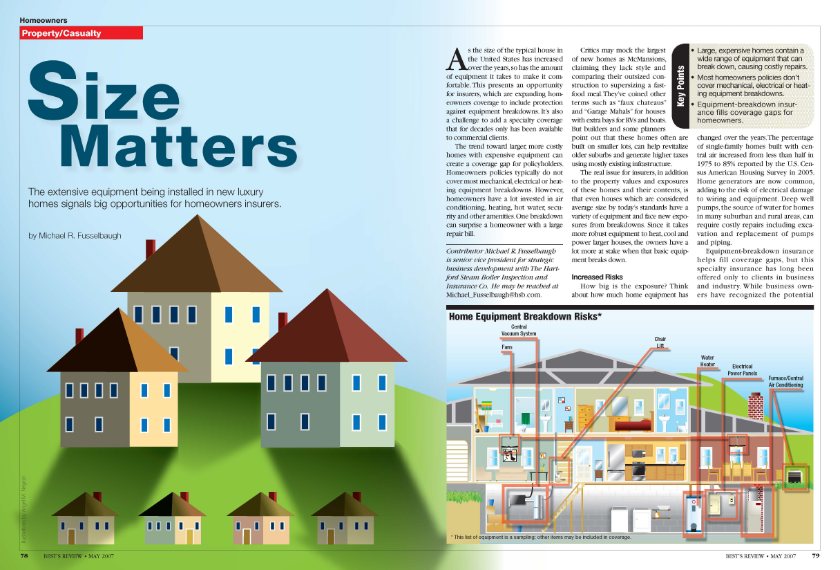 Homeowners
Property/Casualty
Size
Matters
The extensive equipment being installed in new luxury
homes signals big opportunities for homeowners insurers.
by Michael R. Fusselbaugh
78 BEST'S REVIEW • MAY 2007
As the size of the typical house in
the United States has increased
over the years, so has the amount
of equipment it takes to make it com-
fortable. This presents an opportunity
for insurers, which are expanding hom-
eowners coverage to include protection
against equipment breakdowns. It's also
a challenge to add a specialty coverage
that for decades only has been available
to commercial clients.
The trend toward larger, more costly
homes with expensive equipment can
create a coverage gap for policyholders.
Homeowners policies typically do not
cover most mechanical, electrical or heat-
ing equipment breakdowns. However,
homeowners have a lot invested in air
conditioning, heating, hot water, secu-
rity and other amenities. One breakdown
can surprise a homeowner with a large
repair bill.
Contributor Michael R. Fusselbaugh
is senior vice president for strategic
business development with The Hart-
ford Steam Boiler Inspection and
Insurance Co. He may be reached at
Michael_Fusselbaugh@hsb.com.
Critics may mock the largest
of new homes as McMansions,
claiming they lack style and
comparing their outsized con-
struction to supersizing a fast-
food meal. They've coined other
terms such as "faux chateaus"
and "Garage Mahals" for houses
with extra bays for RVs and boats.
But builders and some planners
point out that these homes often are
built on smaller lots, can help revitalize
older suburbs and generate higher taxes
using mostly existing infrastructure.
The real issue for insurers, in addition
to the property values and exposures
of these homes and their contents, is
that even houses which are considered
average size by today's standards have a
variety of equipment and face new expo-
sures from breakdowns. Since it takes
more robust equipment to heat, cool and
power larger houses, the owners have a
lot more at stake when that basic equip-
ment breaks down.
Increased Risks
How big is the exposure? Think
about how much home equipment has
Key Points
• Large, expensive homes contain a
wide range of equipment that can
break down, causing costly repairs.
• Most homeowners policies don't
cover mechanical, electrical or heat-
ing equipment breakdowns.
• Equipment-breakdown insur-
ance fills coverage gaps for
homeowners.
changed over the years. The percentage
of single-family homes built with cen-
tral air increased from less than half in
1975 to 85% reported by the U.S. Cen-
sus American Housing Survey in 2005.
Home generators are now common,
adding to the risk of electrical damage
to wiring and equipment. Deep well
pumps, the source of water for homes
in many suburban and rural areas, can
require costly repairs including exca-
vation and replacement of pumps
and piping.
Equipment-breakdown insurance
helps fill coverage gaps, but this
specialty insurance has long been
offered only to clients in business
and industry. While business own-
ers have recognized the potential
Home Equipment Breakdown Risks*
Central
Vacuum System
Fans
Chair
Lift
Water
Heater
Electrical
Power Panels
Furnace/Central
Air Conditioning
* This list of equipment is a sampling; other items may be included in coverage.
BEST'S REVIEW • MAY 2007 79